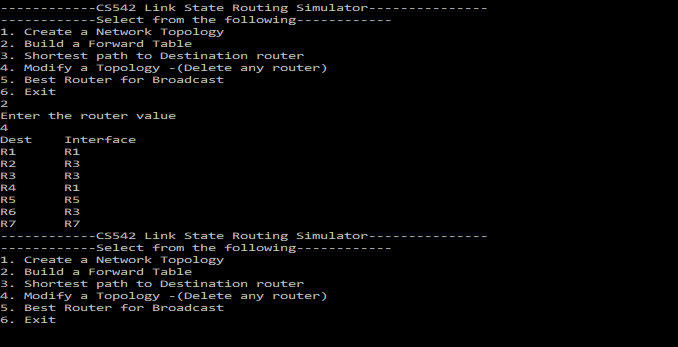 ------------CS542 Link State Routing Simulator---------------
------------Select from the following------------
1. Create a Network Topology
2. Build a Forward Table
3. Shortest path to Destination router
4. Modify a Topology -(Delete any router)
5. Best Router for Broadcast
6. Exit
2
Enter the router value
4
Dest    Interface
R1    R1
R2    R3
R3    R3
R4    R1
R5    R5
R6    R3
R7    R7
------------CS542 Link State Routing Simulator---------------
------------Select from the following------------
1. Create a Network Topology
2. Build a Forward Table
3. Shortest path to Destination router
4. Modify a Topology -(Delete any router)
5. Best Router for Broadcast
6. Exit